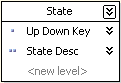 State
Up Down Key
State Desc
<new level>